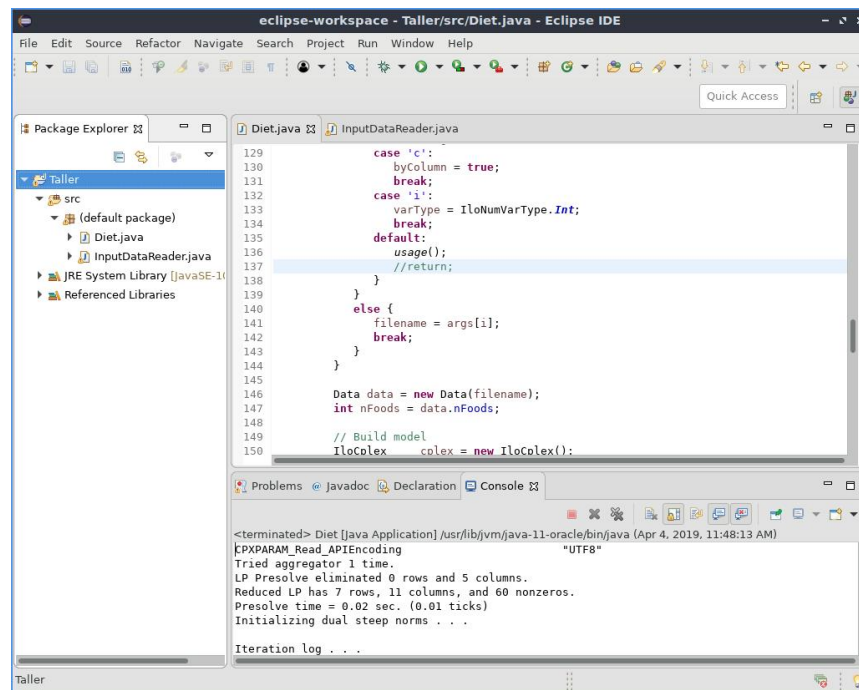 eclipse-workspace - Taller/src/Diet.java - Eclipse IDE
File Edit Source Refactor Navigate Search Project Run Window Help
Quick Access
Package Explorer
Taller
src
(default package)
Diet.java
InputDataReader.java
JRE System Library [JavaSE-10
Referenced Libraries
Diet.java InputDataReader.java
129 case 'c':
130 byColumn = true;
131 break;
132 case 'i':
133 varType = IloNumVarType.Int;
134 break;
135 default:
136 usage();
137 //return;
138 }
139 }
140 else {
141 filename = args[i];
142 break;
143 }
144 }
145
146 Data data = new Data(filename);
147 int nFoods = data.nFoods;
148
149 // Build model
150 IloCplex cplex = new IloCplex();
Problems Javadoc Declaration Console
<terminated> Diet [Java Application] /usr/lib/jvm/java-11-oracle/bin/java (Apr 4, 2019, 11:48:13 AM)
CPXPARAM_Read_APIEncoding "UTF8"
Tried aggregator 1 time.
LP Presolve eliminated 0 rows and 5 columns.
Reduced LP has 7 rows, 11 columns, and 60 nonzeros.
Presolve time = 0.02 sec. (0.01 ticks)
Initializing dual steep norms . . .
Iteration log . . .
Taller